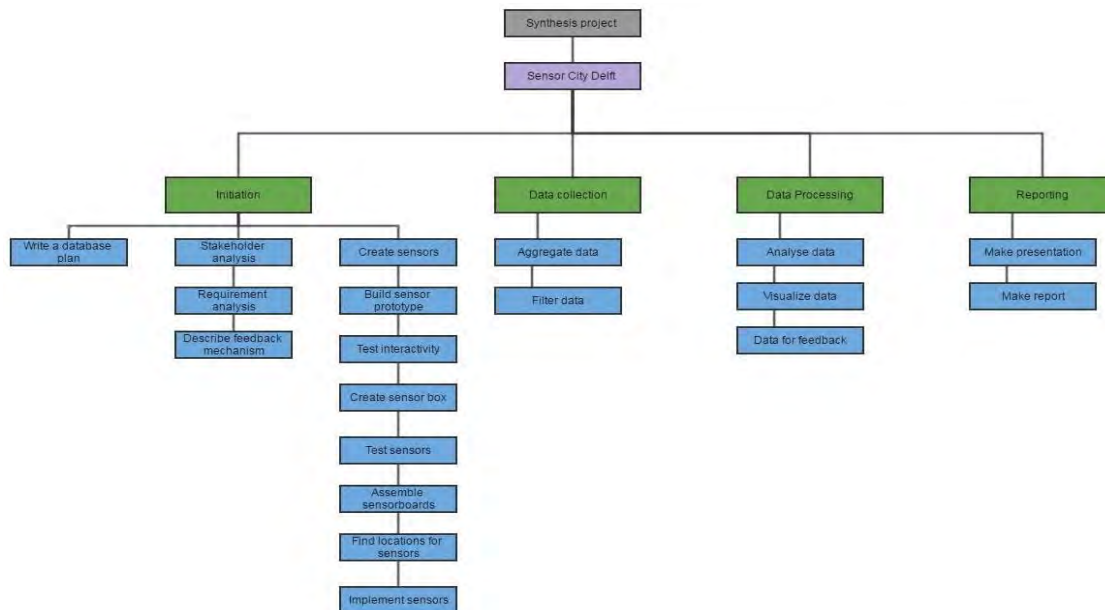 Synthesis project
Sensor City Delft
Initiation
Data collection
Data Processing
Reporting
Write a database
plan
Stakeholder
analysis
Create sensors
Aggregate data
Analyse data
Make presentation
Requirement
analysis
Build sensor
prototype
Filter data
Visualize data
Make report
Describe feedback
mechanism
Test interactivity
Data for feedback
Create sensor box
Test sensors
Assemble
sensorboards
Find locations for
sensors
Implement sensors